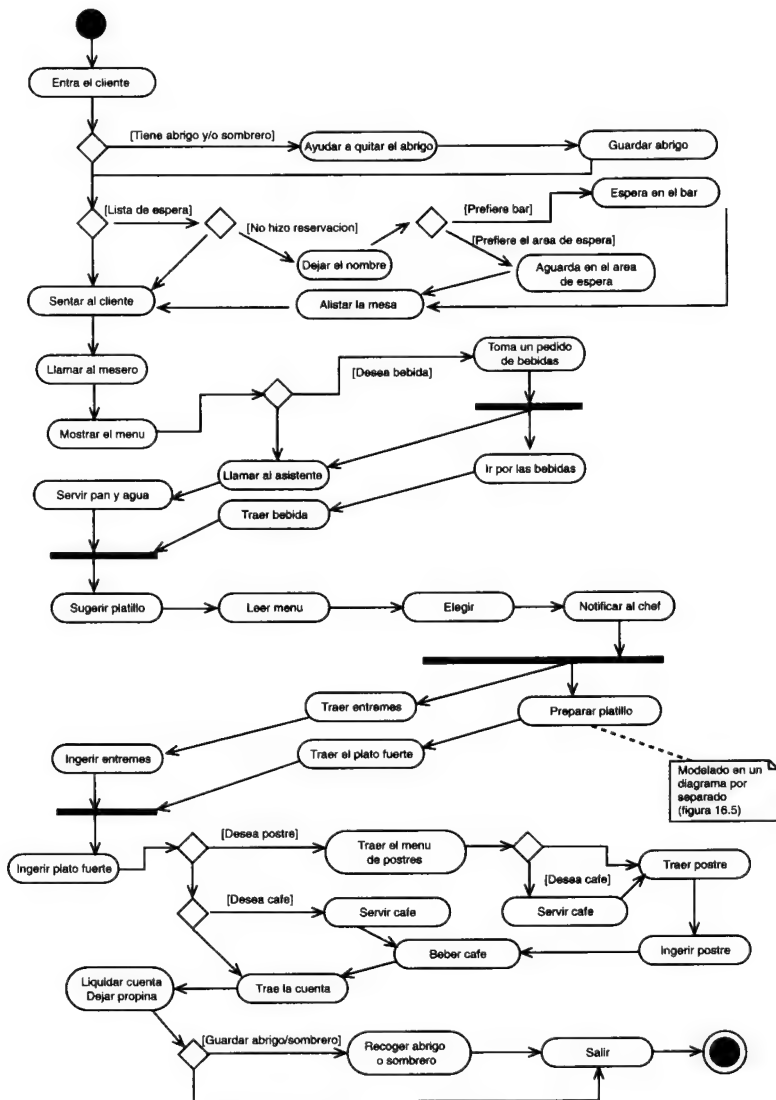 Entra el cliente
[Tiene abrigo y/o sombrero]
Ayudar a quitar el abrigo
Guardar abrigo
[Lista de espera]
[No hizo reservacion]
[Prefiere bar]
Espera en el bar
[Prefiere el area de espera]
Dejar el nombre
Aguarda en el area
de espera
Sentar al cliente
Alistar la mesa
Llamar al mesero
[Desea bebida]
Toma un pedido
de bebidas
Mostrar el menu
Llamar al asistente
Ir por las bebidas
Servir pan y agua
Traer bebida
Sugerir platillo
Leer menu
Elegir
Notificar al chef
Traer entremes
Preparar platillo
Ingerir entremes
Traer el plato fuerte
Modelado en un
diagrama por
separado
(figura 16.5)
[Desea postre]
Traer el menu
de postres
Traer postre
Ingerir plato fuerte
[Desea cafe]
[Desea cafe]
Servir cafe
Servir cafe
Beber cafe
Ingerir postre
Liquidar cuenta
Dejar propina
Trae la cuenta
[Guardar abrigo/sombrero]
Recoger abrigo
o sombrero
Salir